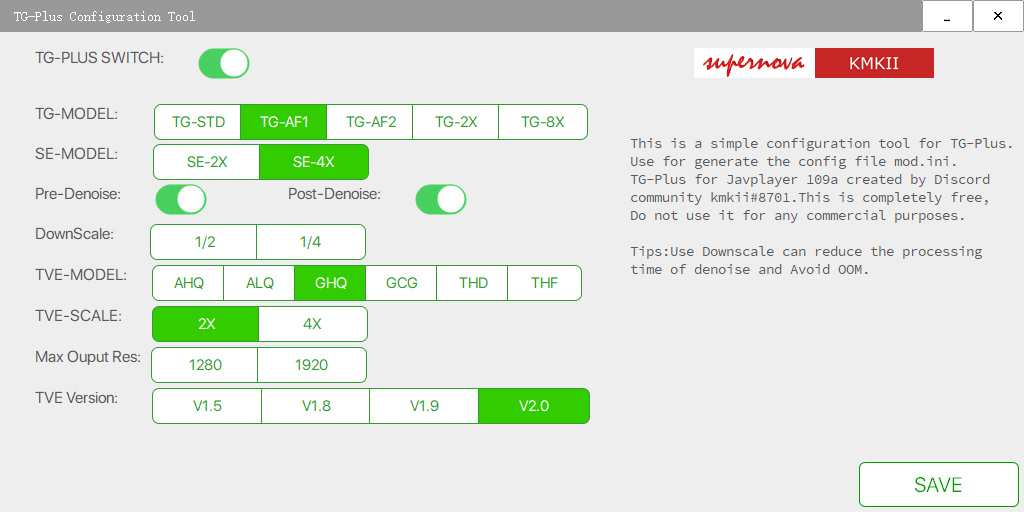 TG-Plus Configuration Tool
TG-PLUS SWITCH:
supernova KMKII
TG-MODEL: TG-STD TG-AF1 TG-AF2 TG-2X TG-8X
SE-MODEL: SE-2X SE-4X
Pre-Denoise: Post-Denoise:
DownScale: 1/2 1/4
TVE-MODEL: AHQ ALQ GHQ GCG THD THF
TVE-SCALE: 2X 4X
Max Ouput Res: 1280 1920
TVE Version: V1.5 V1.8 V1.9 V2.0
This is a simple configuration tool for TG-Plus.
Use for generate the config file mod.ini.
TG-Plus for Javplayer 109a created by Discord
community kmkii#8701.This is completely free,
Do not use it for any commercial purposes.
Tips:Use Downscale can reduce the processing
time of denoise and Avoid OOM.
SAVE